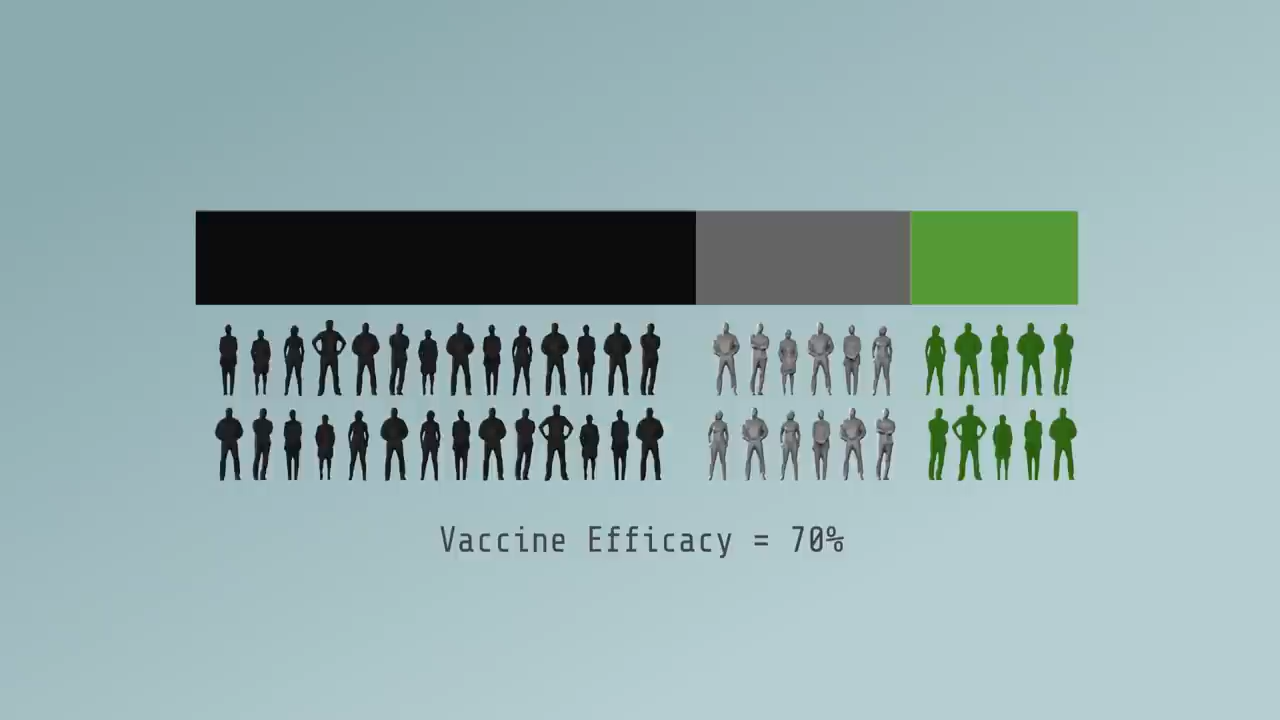 Vaccine Efficacy = 70%